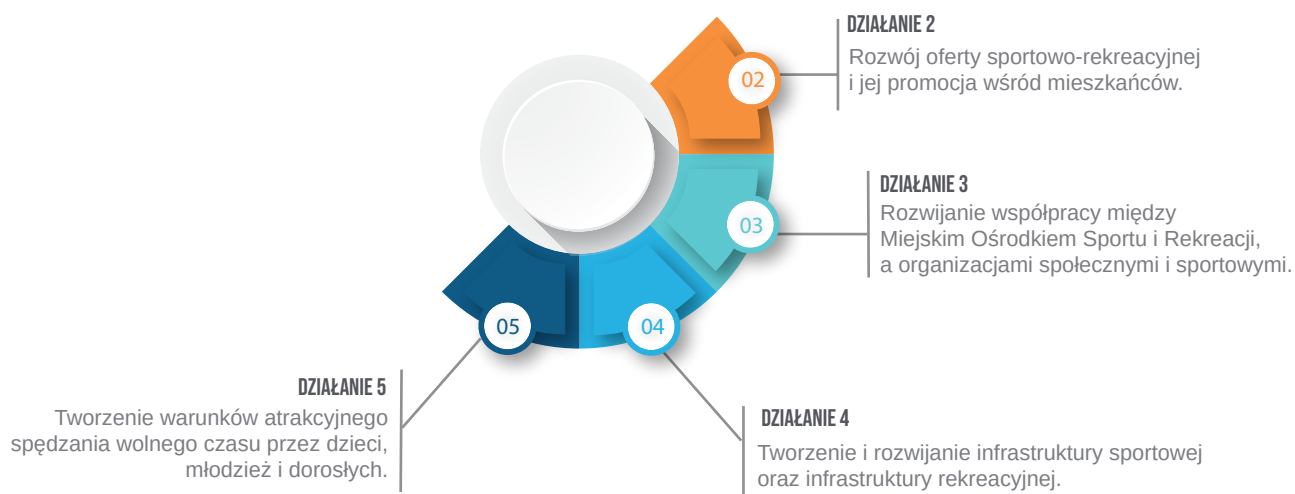 DZIAŁANIE 2
Rozwój oferty sportowo-rekreacyjnej
i jej promocja wśród mieszkańców.
02
DZIAŁANIE 3
Rozwijanie współpracy między
Miejskim Ośrodkiem Sportu i Rekreacji,
a organizacjami społecznymi i sportowymi.
03
04
DZIAŁANIE 4
Tworzenie i rozwijanie infrastruktury sportowej
oraz infrastruktury rekreacyjnej.
05
DZIAŁANIE 5
Tworzenie warunków atrakcyjnego
spędzania wolnego czasu przez dzieci,
młodzież i dorosłych.